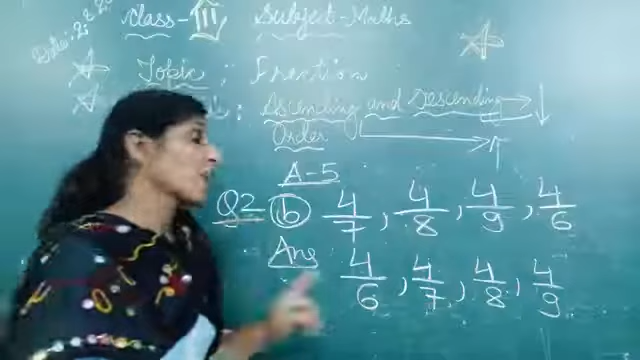 Class - III Subject - Maths
Topic : Fraction
: Ascending and Descending
Order
A-5
Q2 (b) 4/7, 4/8, 4/9, 4/6
Ans 4/6, 4/7, 4/8, 4/9